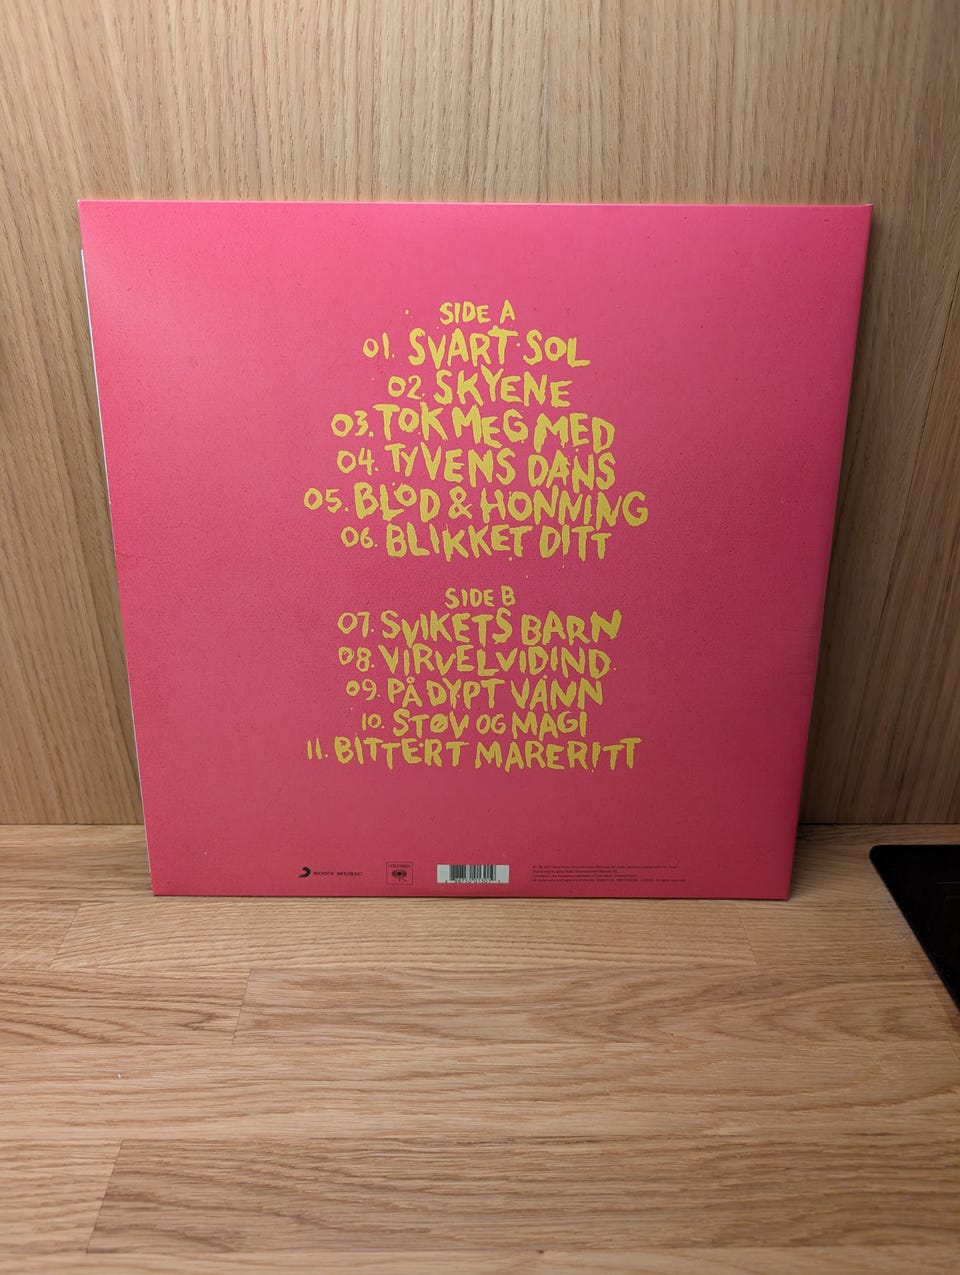 SIDE A
01. SVART SOL
02. SKYENE
03. TOK MEG MED
04. TYVENS DANS
05. BLOD & HONNING
06. BLIKKET DITT
SIDE B
07. SVIKETS BARN
08. VIRVELVIDIND
09. PÅ DYPT VANN
10. STØV OG MAGI
11. BITTERT MARERITT
SONY MUSIC
COLUMBIA